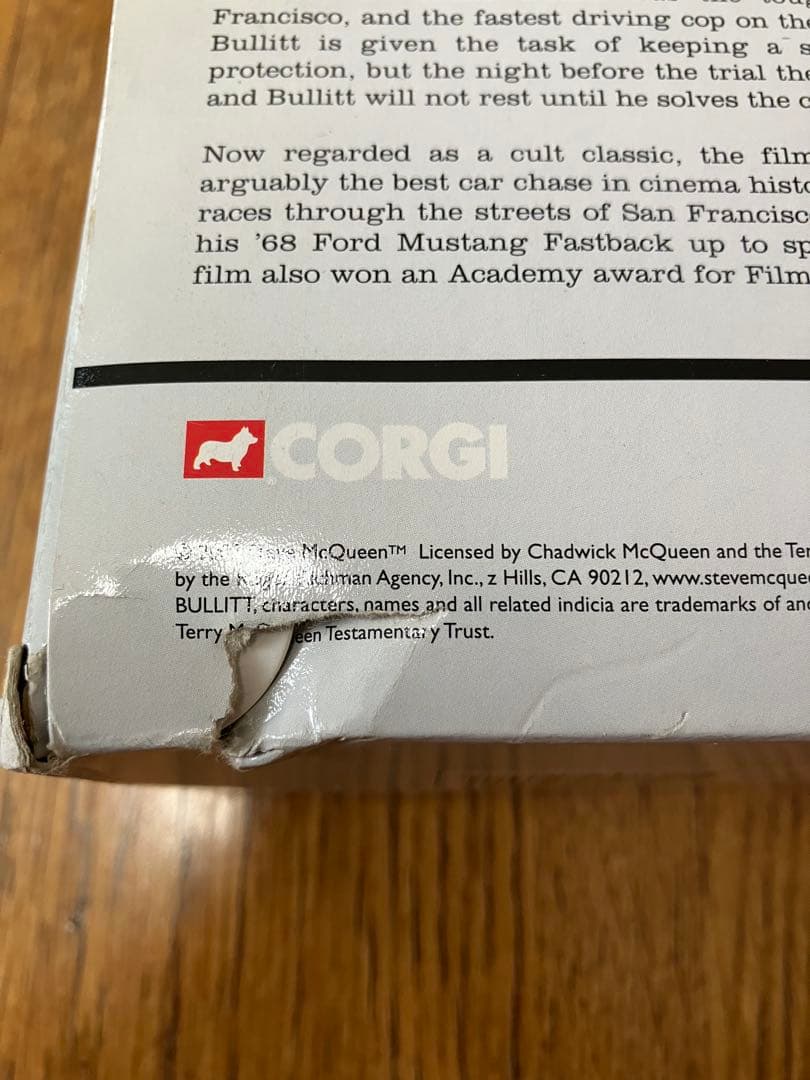 Francisco, and the fastest driving cop on the
Bullitt is given the task of keeping a s
protection, but the night before the trial the
and Bullitt will not rest until he solves the c
Now regarded as a cult classic, the film
arguably the best car chase in cinema histo
races through the streets of San Francisc
his '68 Ford Mustang Fastback up to sp
film also won an Academy award for Film
CORGI
McQueen™ Licensed by Chadwick McQueen and the Ter
by the Agency, Inc., z Hills, CA 90212, www.stevemcque
BULLITT, characters, names and all related indicia are trademarks of and
Terry een Testamentary Trust.